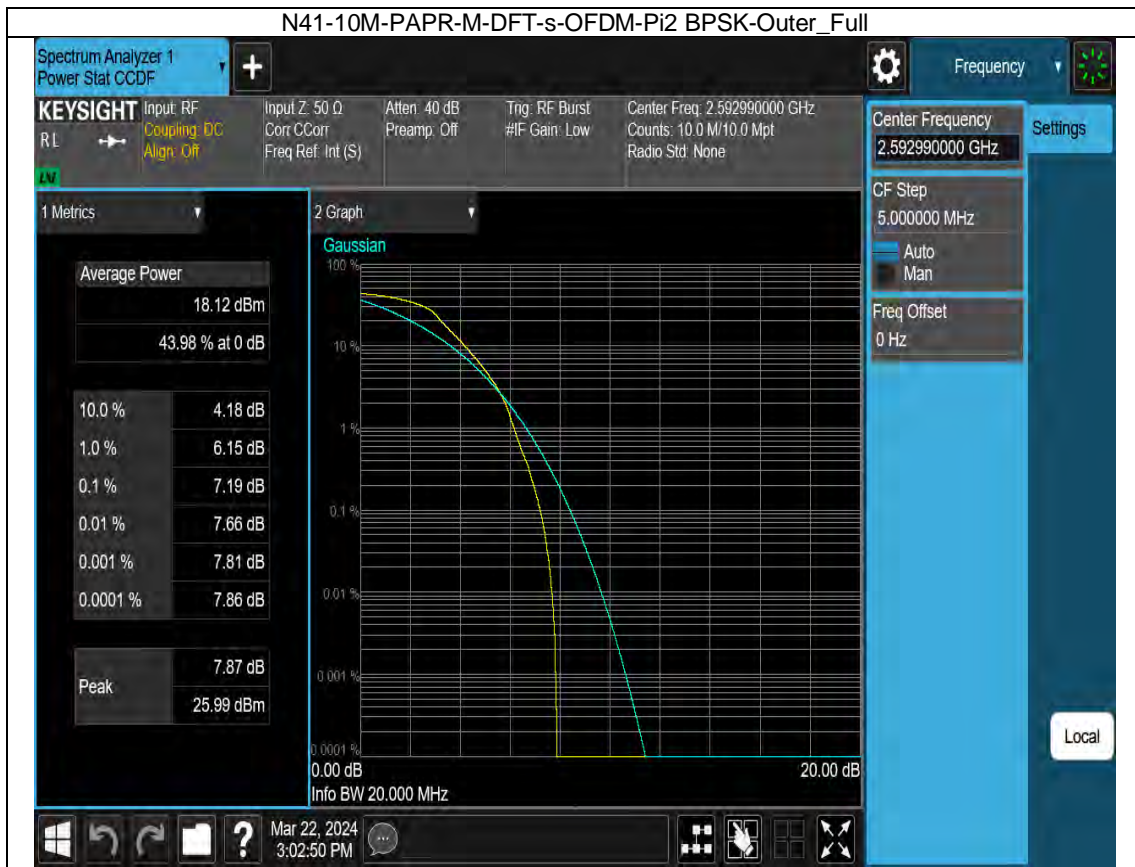 N41-10M-PAPR-M-DFT-s-OFDM-Pi2 BPSK-Outer_Full
Spectrum Analyzer 1
Power Stat CCDF
Frequency
KEYSIGHT
RL
LXI
Input: RF
Coupling: DC
Align: Off
Input Z: 50 Ω
Corr CCorr
Freq Ref: Int (S)
Atten: 40 dB
Preamp: Off
Trig: RF Burst
#IF Gain: Low
Center Freq: 2.592990000 GHz
Counts: 10.0 M/10.0 Mpt
Radio Std: None
Center Frequency
2.592990000 GHz
Settings
CF Step
5.000000 MHz
Auto
Man
Freq Offset
0 Hz
1 Metrics
Average Power
18.12 dBm
43.98 % at 0 dB
10.0 % 4.18 dB
1.0 % 6.15 dB
0.1 % 7.19 dB
0.01 % 7.66 dB
0.001 % 7.81 dB
0.0001 % 7.86 dB
Peak
7.87 dB
25.99 dBm
2 Graph
Gaussian
100 %
10 %
1 %
0.1 %
0.01 %
0.001 %
0.0001 %
0.00 dB 20.00 dB
Info BW 20.000 MHz
Local
?
Mar 22, 2024
3:02:50 PM